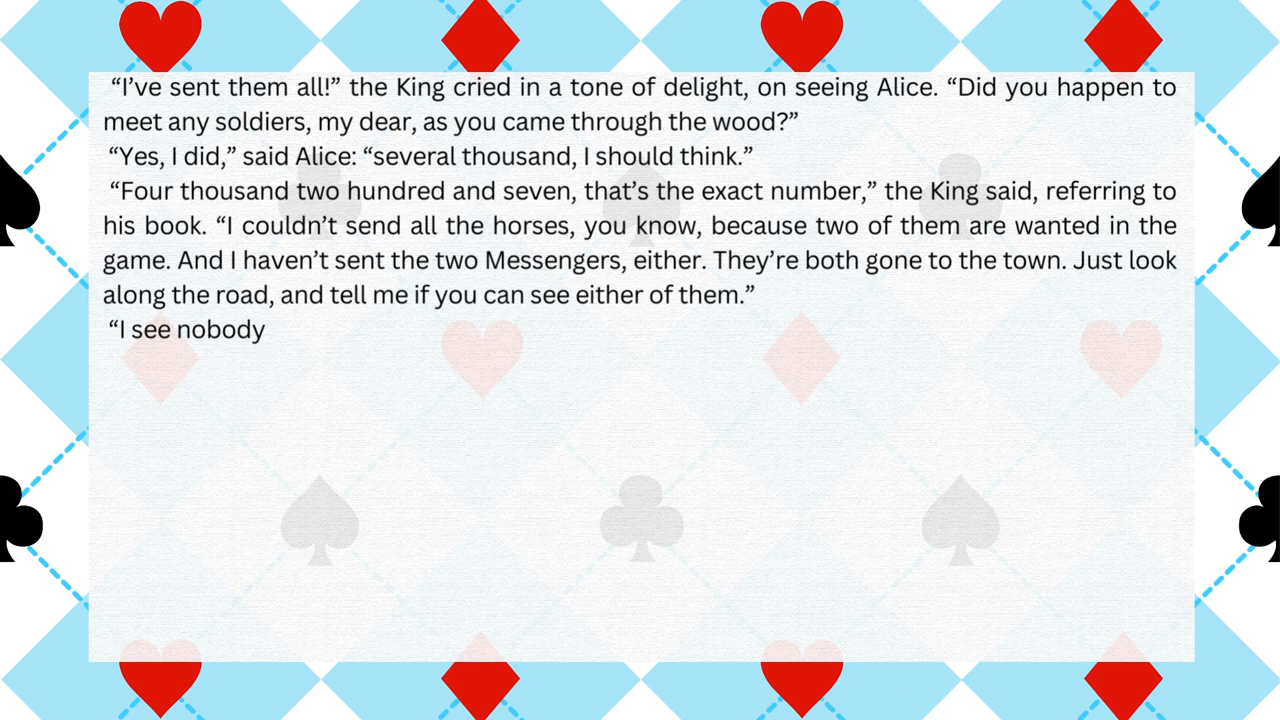 “I’ve sent them all!” the King cried in a tone of delight, on seeing Alice. “Did you happen to
meet any soldiers, my dear, as you came through the wood?”
“Yes, I did,” said Alice: “several thousand, I should think.”
“Four thousand two hundred and seven, that’s the exact number,” the King said, referring to
his book. “I couldn’t send all the horses, you know, because two of them are wanted in the
game. And I haven’t sent the two Messengers, either. They’re both gone to the town. Just look
along the road, and tell me if you can see either of them.”
“I see nobody